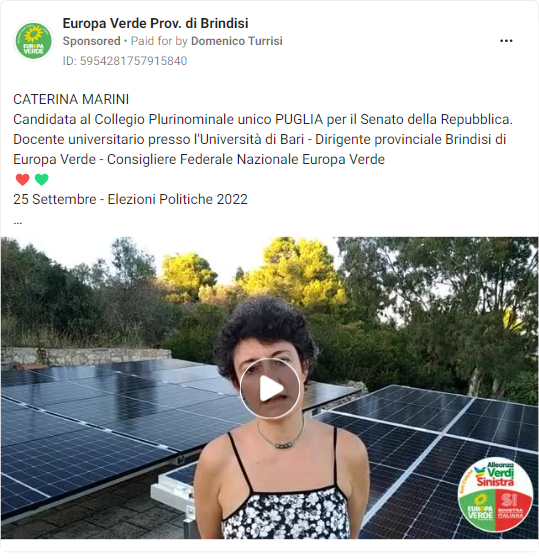 Europa Verde Prov. di Brindisi
Sponsored • Paid for by Domenico Turrisi
ID: 5954281757915840
CATERINA MARINI
Candidata al Collegio Plurinominale unico PUGLIA per il Senato della Repubblica.
Docente universitario presso l'Università di Bari - Dirigente provinciale Brindisi di
Europa Verde - Consigliere Federale Nazionale Europa Verde
25 Settembre - Elezioni Politiche 2022
...
Alleanza
Verdi
Sinistra
EUROPA
VERDE
SI
SINISTRA
ITALIANA